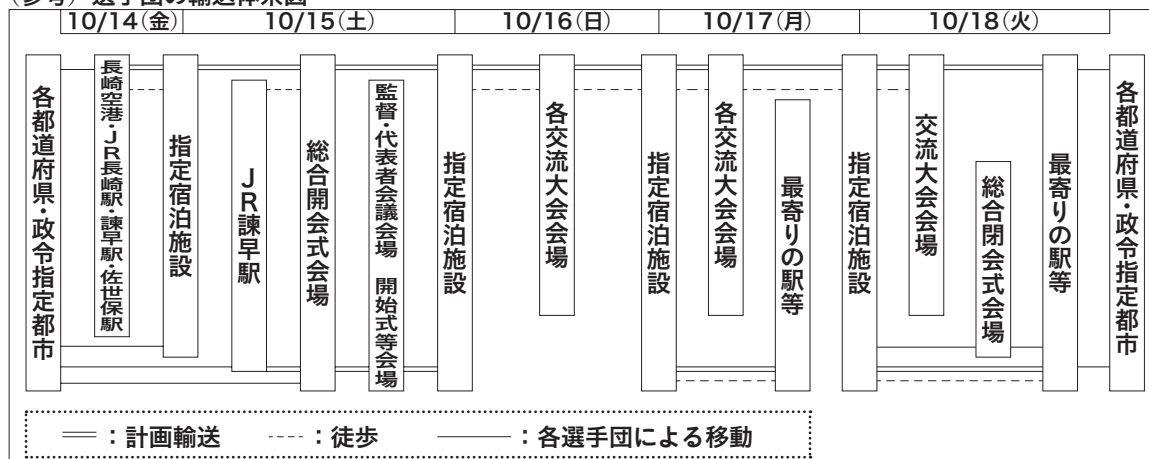 (参考)選手団の輸送体系図
10/14(金)
10/15(土)
10/16(日)
10/17(月)
10/18(火)
各都道府県・政令指定都市
長崎空港・JR長崎駅・諫早駅・佐世保駅
指定宿泊施設
JR諫早駅
総合開会式会場
監督・代表者会議会場 開始式等会場
指定宿泊施設
各交流大会会場
指定宿泊施設
各交流大会会場
最寄りの駅等
指定宿泊施設
交流大会会場
総合閉会式会場
最寄りの駅等
各都道府県・政令指定都市
:計画輸送 :徒歩 :各選手団による移動